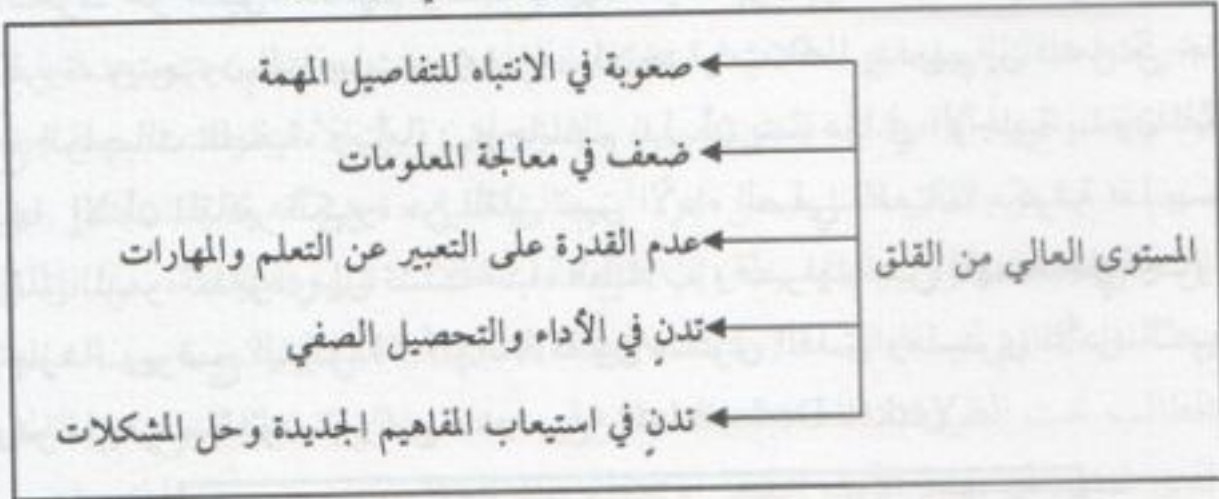 صعوبة في الانتباه للتفاصيل المهمة
ضعف في معالجة المعلومات
المستوى العالي من القلق
عدم القدرة على التعبير عن التعلم والمهارات
تدنٍ في الأداء والتحصيل الصفي
تدنٍ في استيعاب المفاهيم الجديدة وحل المشكلات